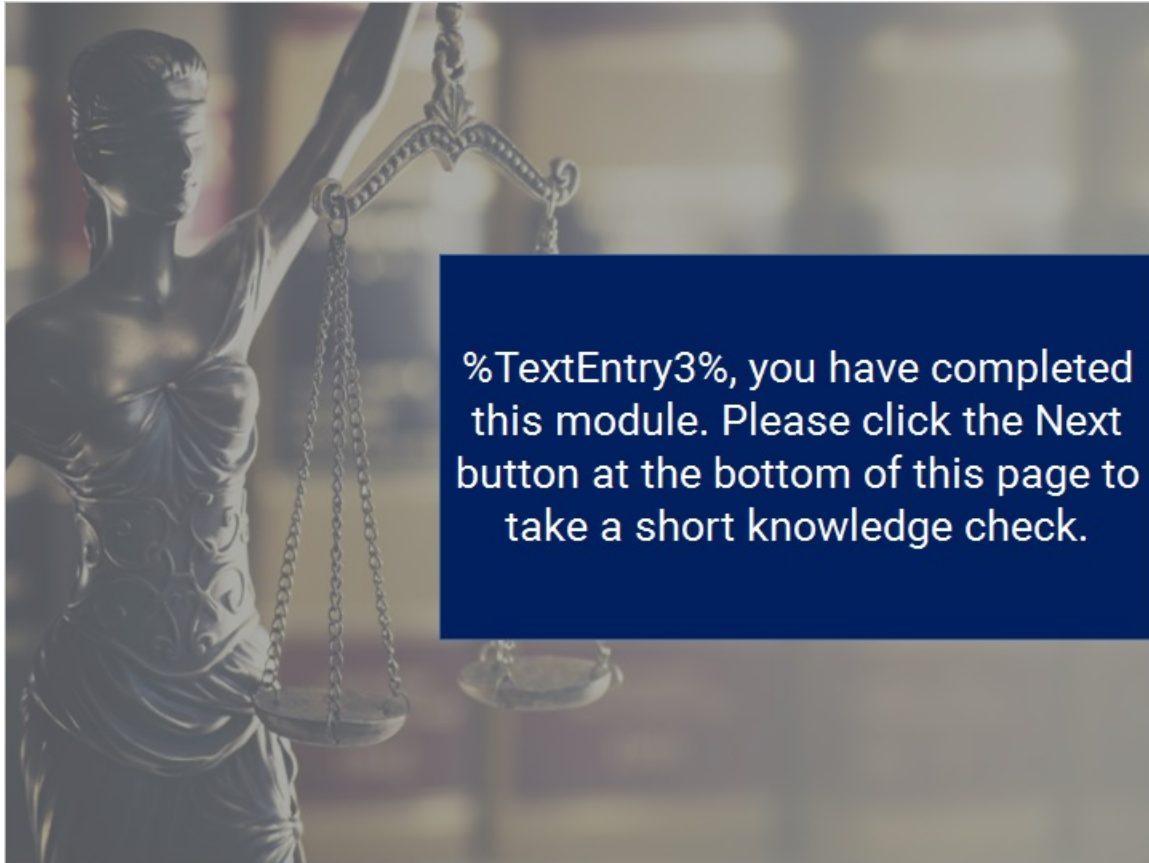 %TextEntry3%, you have completed
this module. Please click the Next
button at the bottom of this page to
take a short knowledge check.